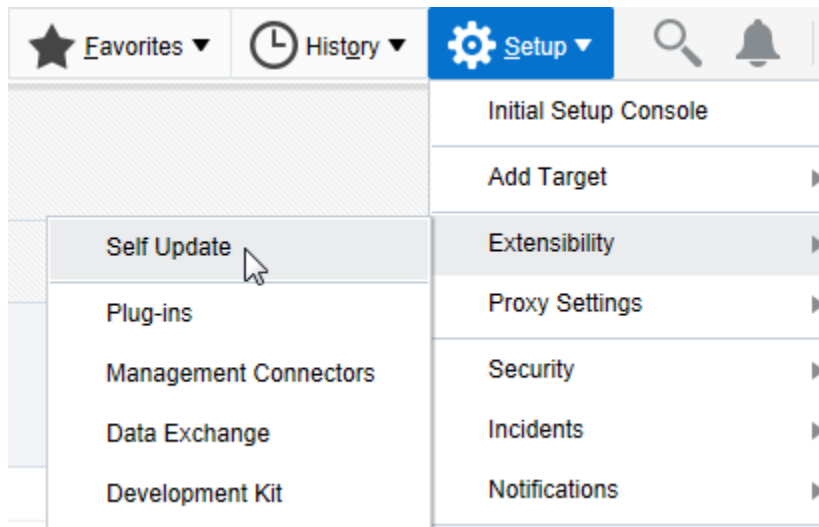 Favorites ▼ History ▼ Setup ▼
Initial Setup Console
Add Target
Extensibility
Proxy Settings
Security
Incidents
Notifications
Self Update
Plug-ins
Management Connectors
Data Exchange
Development Kit